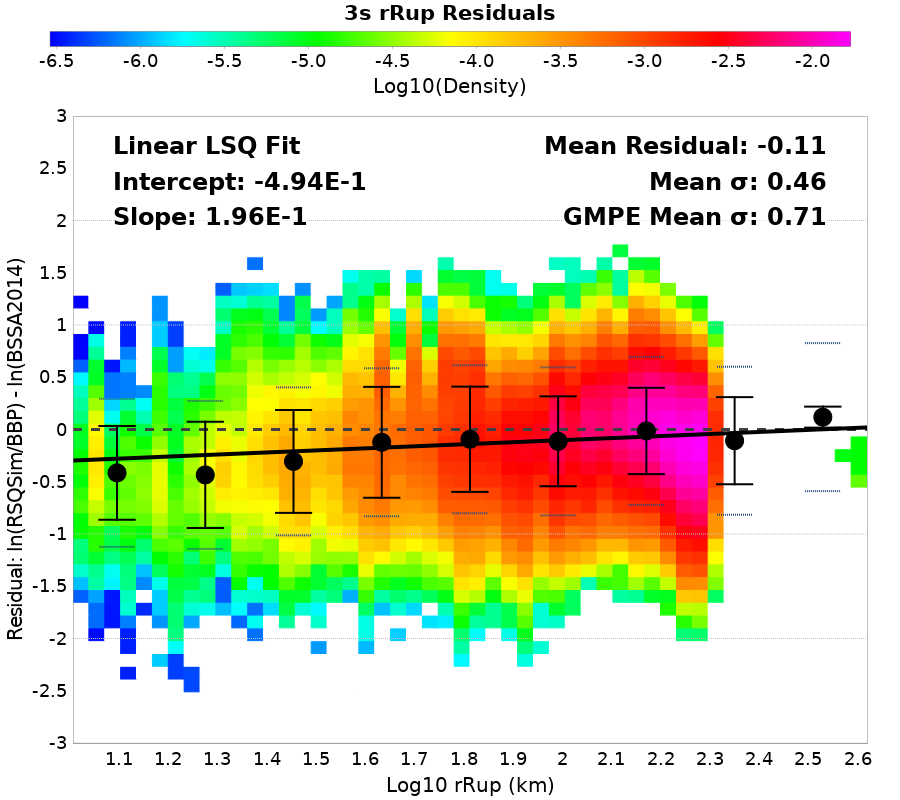 3s rRup Residuals
-6.5 -6.0 -5.5 -5.0 -4.5 -4.0 -3.5 -3.0 -2.5 -2.0
Log10(Density)
Linear LSQ Fit
Intercept: -4.94E-1
Slope: 1.96E-1
Mean Residual: -0.11
Mean σ: 0.46
GMPE Mean σ: 0.71
Residual: ln(RSQSim/BBP) - ln(BSSA2014)
3
2.5
2
1.5
1
0.5
0
-0.5
-1
-1.5
-2
-2.5
-3
1.1 1.2 1.3 1.4 1.5 1.6 1.7 1.8 1.9 2 2.1 2.2 2.3 2.4 2.5 2.6
Log10 rRup (km)